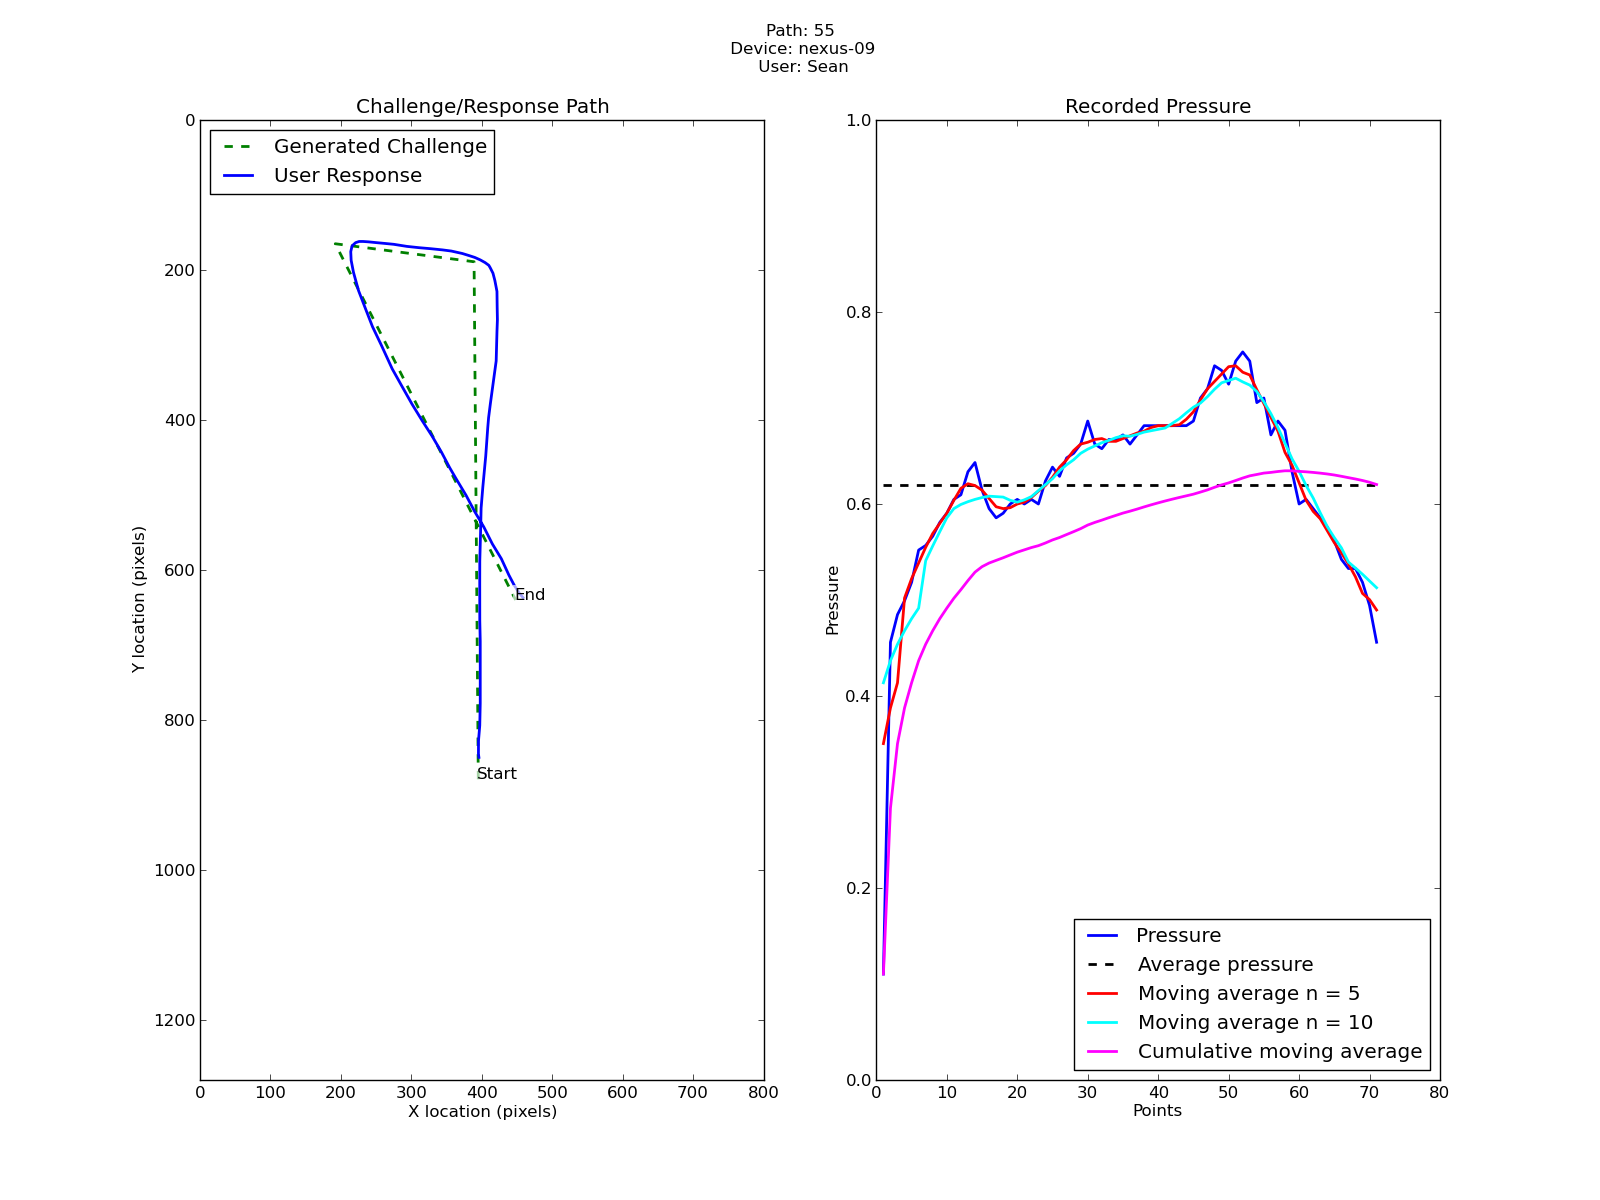 Path: 55
Device: nexus-09
User: Sean
Challenge/Response Path
Generated Challenge
User Response
0
200
400
600
800
1000
1200
Y location (pixels)
Start
End
0 100 200 300 400 500 600 700 800
X location (pixels)
Recorded Pressure
1.0
0.8
0.6
0.4
0.2
0.0
Pressure
Pressure
Average pressure
Moving average n = 5
Moving average n = 10
Cumulative moving average
0 10 20 30 40 50 60 70 80
Points